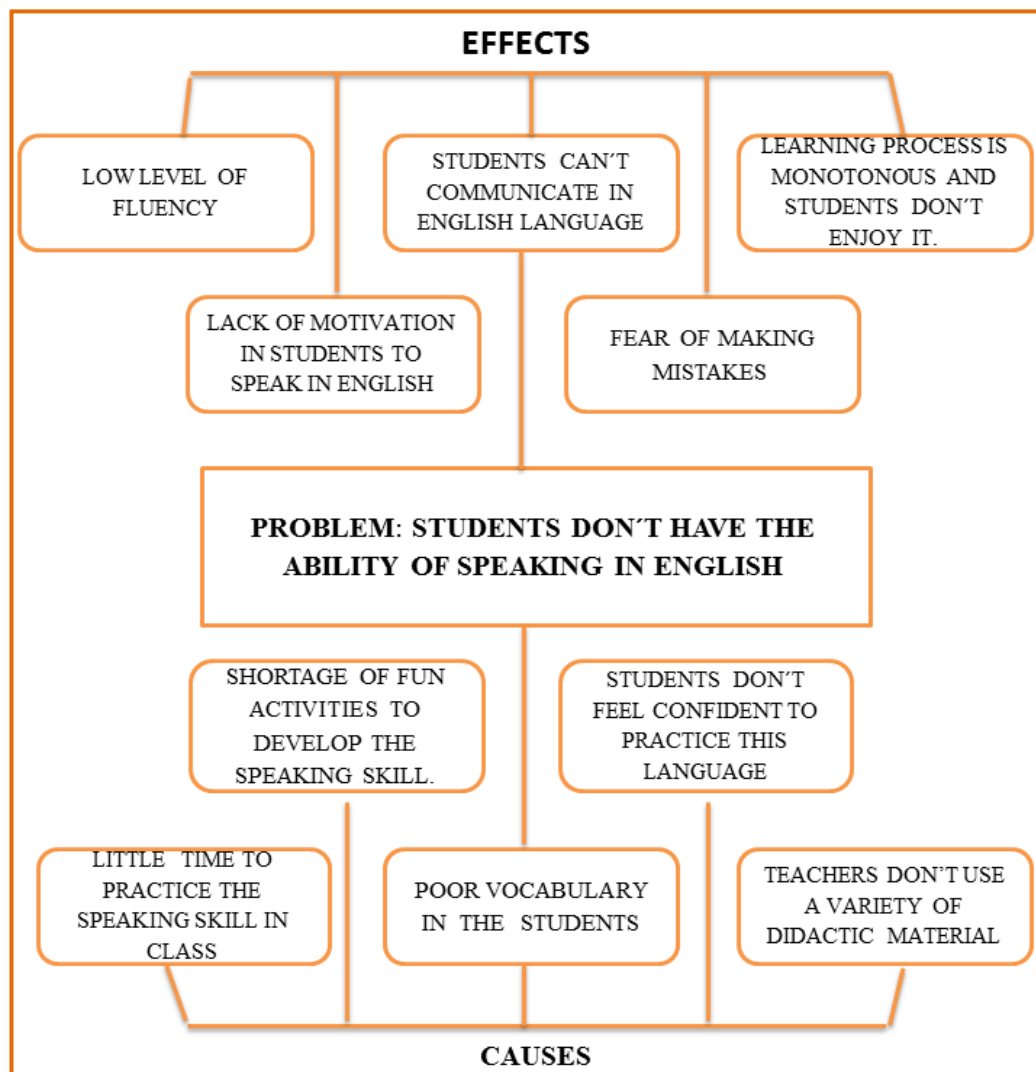 EFFECTS
LOW LEVEL OF
FLUENCY
STUDENTS CAN´T
COMMUNICATE IN
ENGLISH LANGUAGE
LEARNING PROCESS IS
MONOTONOUS AND
STUDENTS DON´T
ENJOY IT.
LACK OF MOTIVATION
IN STUDENTS TO
SPEAK IN ENGLISH
FEAR OF MAKING
MISTAKES
PROBLEM: STUDENTS DON´T HAVE THE
ABILITY OF SPEAKING IN ENGLISH
SHORTAGE OF FUN
ACTIVITIES TO
DEVELOP THE
SPEAKING SKILL.
STUDENTS DON´T
FEEL CONFIDENT TO
PRACTICE THIS
LANGUAGE
LITTLE TIME TO
PRACTICE THE
SPEAKING SKILL IN
CLASS
POOR VOCABULARY
IN THE STUDENTS
TEACHERS DON’T USE
A VARIETY OF
DIDACTIC MATERIAL
CAUSES